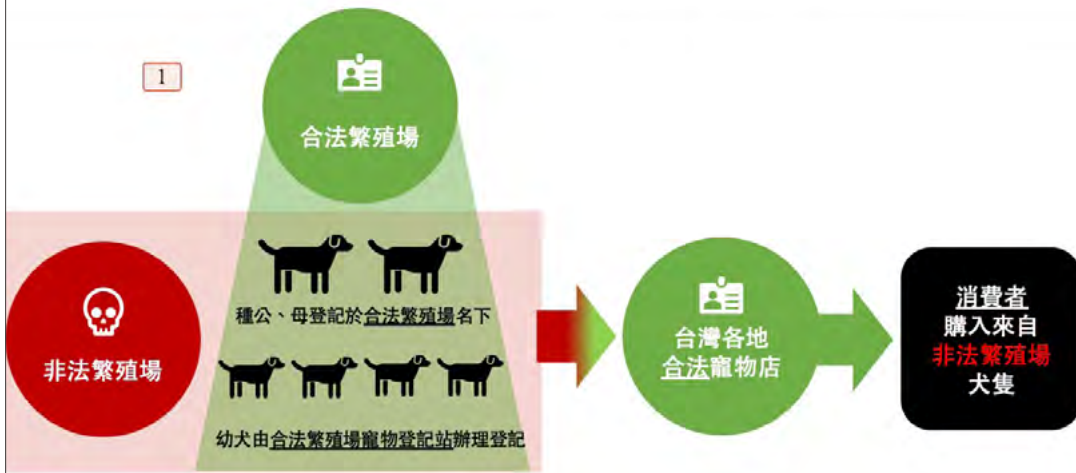 1
合法繁殖場
種公、母登記於合法繁殖場名下
非法繁殖場
幼犬由合法繁殖場寵物登記站辦理登記
台灣各地
合法寵物店
消費者
購入來自
非法繁殖場
犬隻